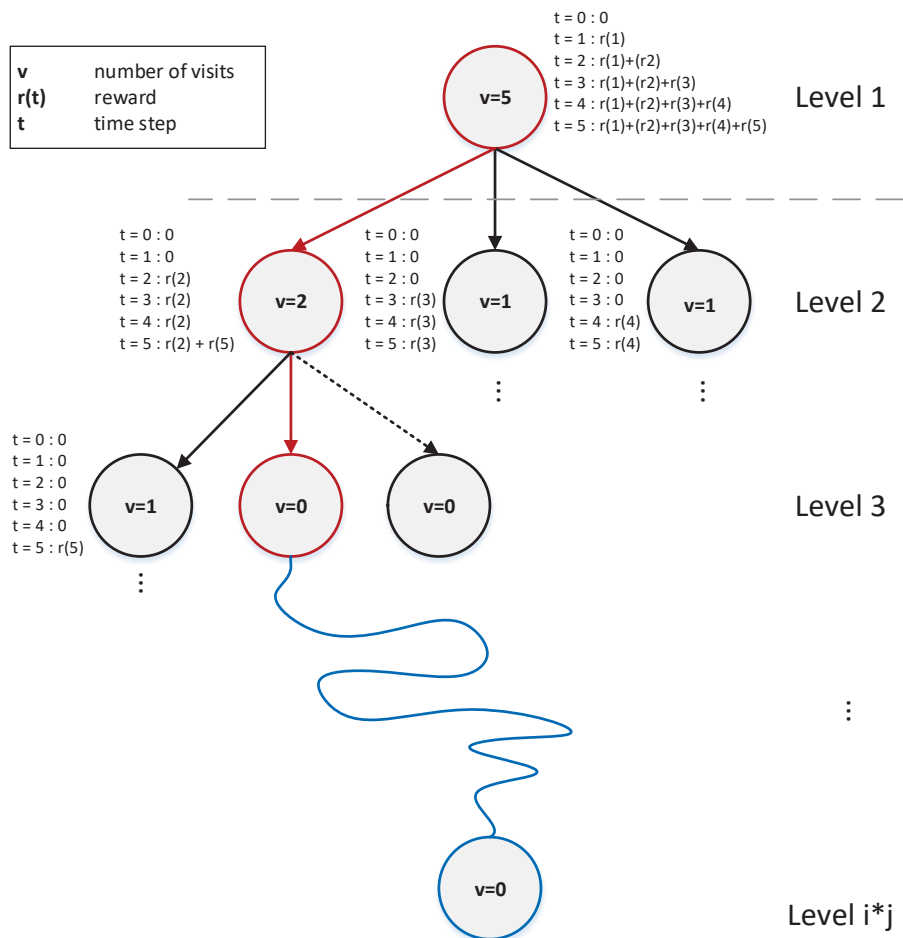 v number of visits
r(t) reward
t time step
t = 0 : 0
t = 1 : r(1)
t = 2 : r(1)+(r2)
t = 3 : r(1)+(r2)+r(3)
t = 4 : r(1)+(r2)+r(3)+r(4)
t = 5 : r(1)+(r2)+r(3)+r(4)+r(5)
v=5
Level 1
t = 0 : 0
t = 1 : 0
t = 2 : r(2)
t = 3 : r(2)
t = 4 : r(2)
t = 5 : r(2) + r(5)
v=2
t = 0 : 0
t = 1 : 0
t = 2 : 0
t = 3 : r(3)
t = 4 : r(3)
t = 5 : r(3)
v=1
...
t = 0 : 0
t = 1 : 0
t = 2 : 0
t = 3 : 0
t = 4 : r(4)
t = 5 : r(4)
v=1
...
Level 2
t = 0 : 0
t = 1 : 0
t = 2 : 0
t = 3 : 0
t = 4 : 0
t = 5 : r(5)
v=1
...
v=0
v=0
Level 3
...
v=0
Level i*j